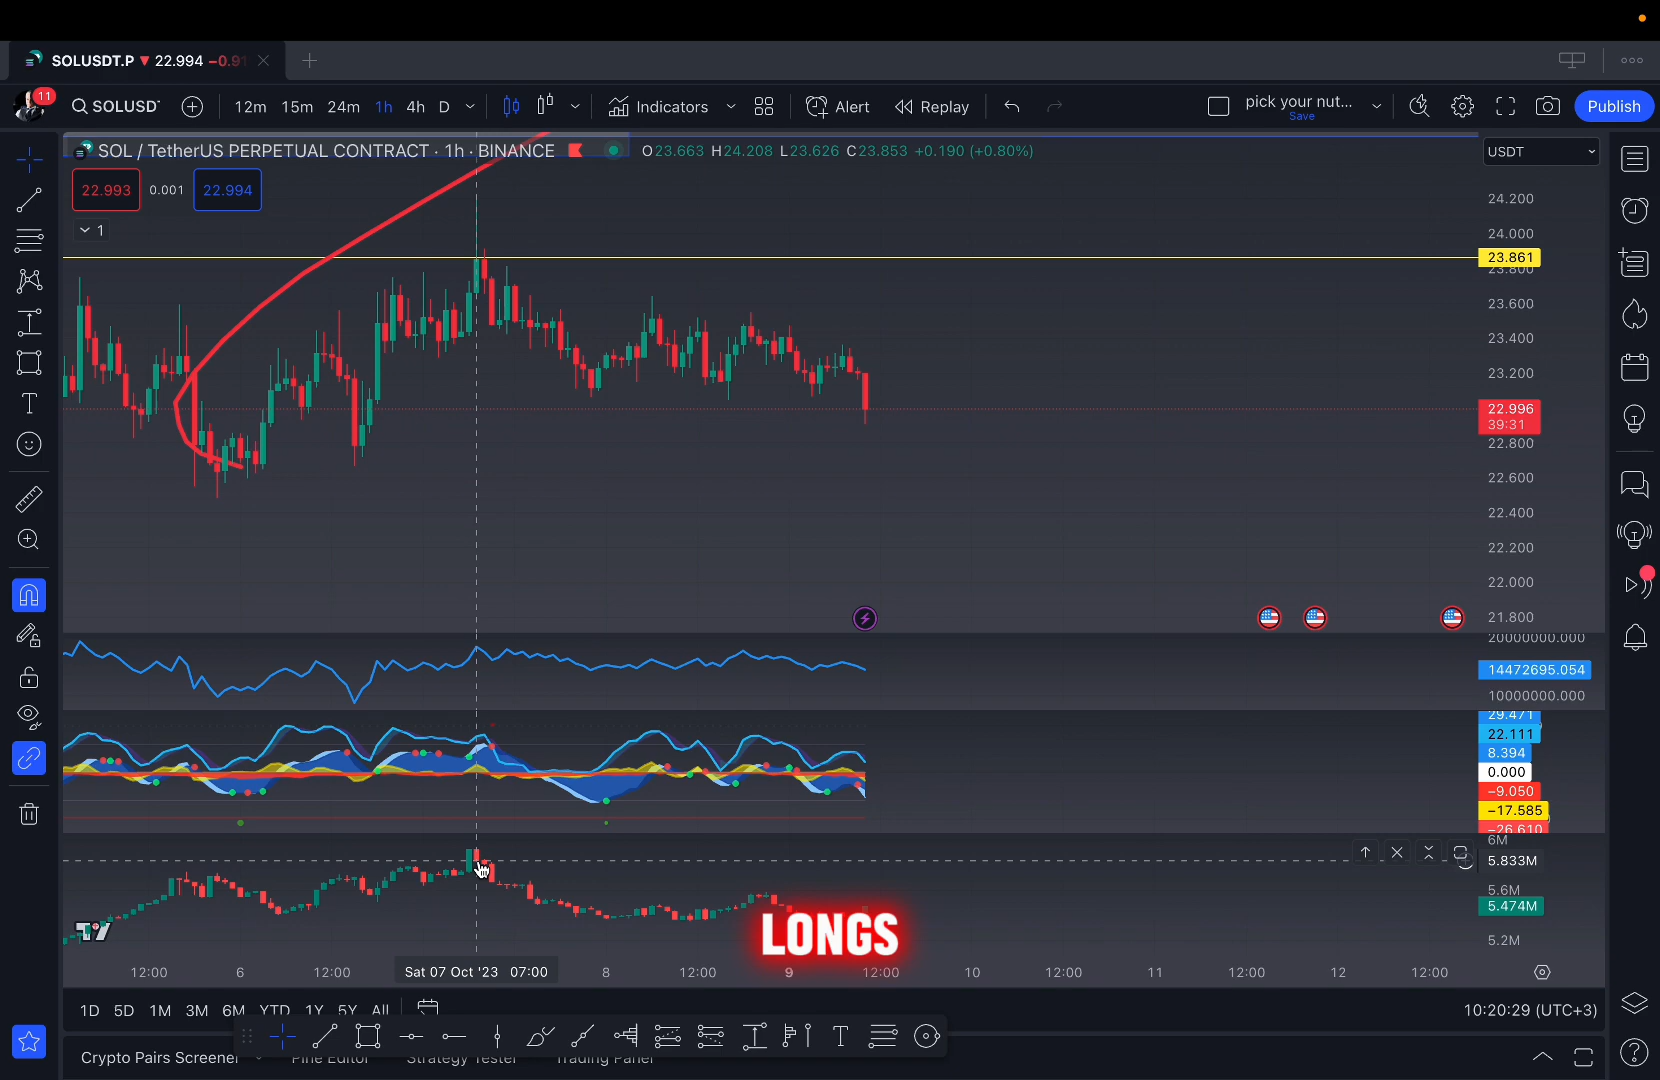 SOLUSDT.P ▼ 22.994 −0.91
11
SOLUSD
12m 15m 24m 1h 4h D
Indicators
Alert
Replay
pick your nut...
Save
Publish
SOL / TetherUS PERPETUAL CONTRACT · 1h · BINANCE
O23.663 H24.208 L23.626 C23.853 +0.190 (+0.80%)
USDT
22.993 0.001 22.994
1
24.200
24.000
23.861
23.800
23.600
23.400
23.200
22.996
39:31
22.800
22.600
22.400
22.200
22.000
21.800
20000000.000
14472695.054
10000000.000
29.471
22.111
8.394
0.000
−9.050
−17.585
−26.610
6M
5.833M
5.6M
5.474M
5.2M
LONGS
12:00 6 12:00 Sat 07 Oct '23 07:00 8 12:00 9 12:00 10 12:00 11 12:00 12 12:00
1D 5D 1M 3M 6M YTD 1Y 5Y All
10:20:29 (UTC+3)
Crypto Pairs Screener Pine Editor Strategy Tester Trading Panel